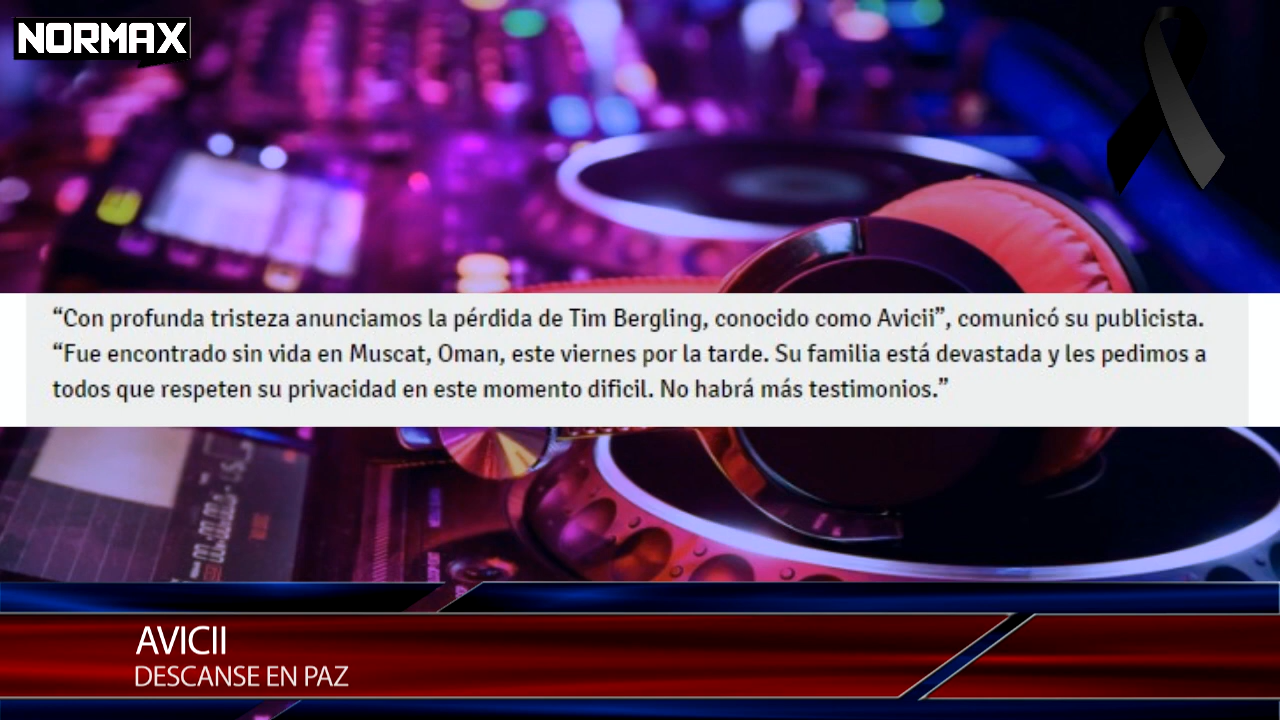 NORMAX
“Con profunda tristeza anunciamos la pérdida de Tim Bergling, conocido como Avicii”, comunicó su publicista.
“Fue encontrado sin vida en Muscat, Oman, este viernes por la tarde. Su familia está devastada y les pedimos a
todos que respeten su privacidad en este momento dificil. No habrá más testimonios.”
AVICII
DESCANSE EN PAZ